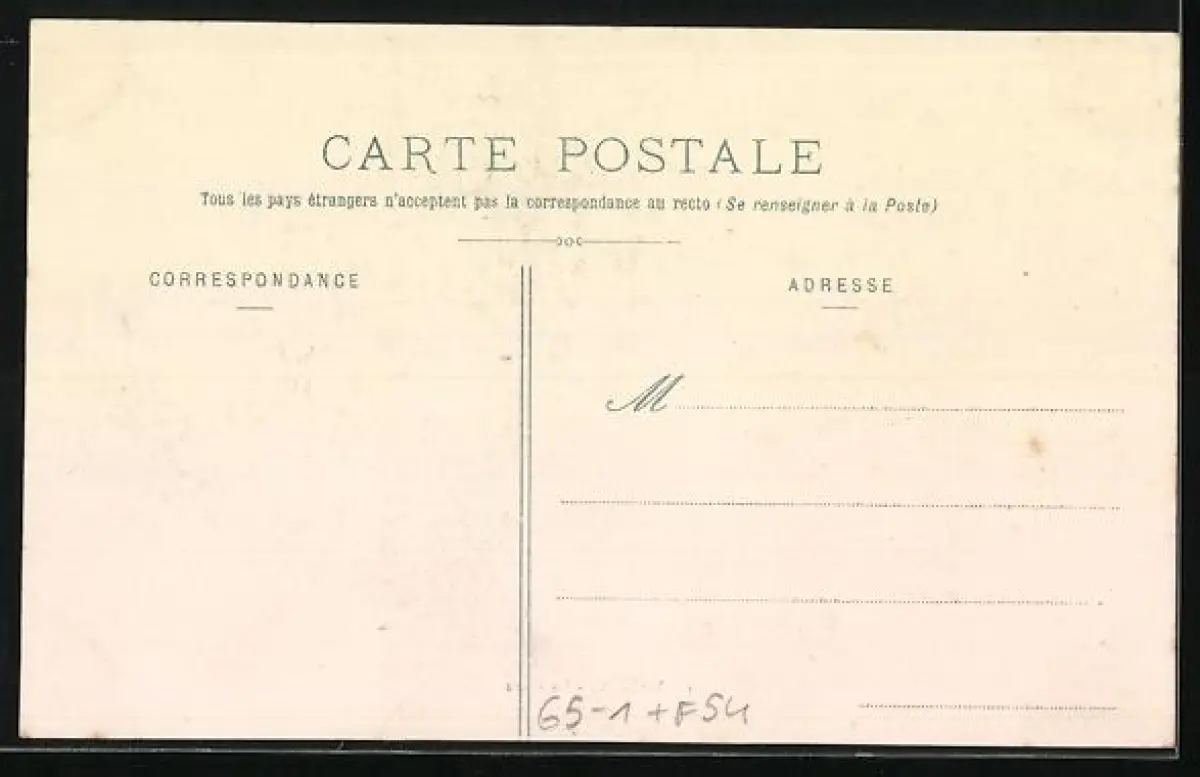 CARTE POSTALE
Tous les pays étrangers n'acceptent pas la correspondance au recto (Se renseigner à la Poste)
CORRESPONDANCE
ADRESSE
M
G5-1+F54